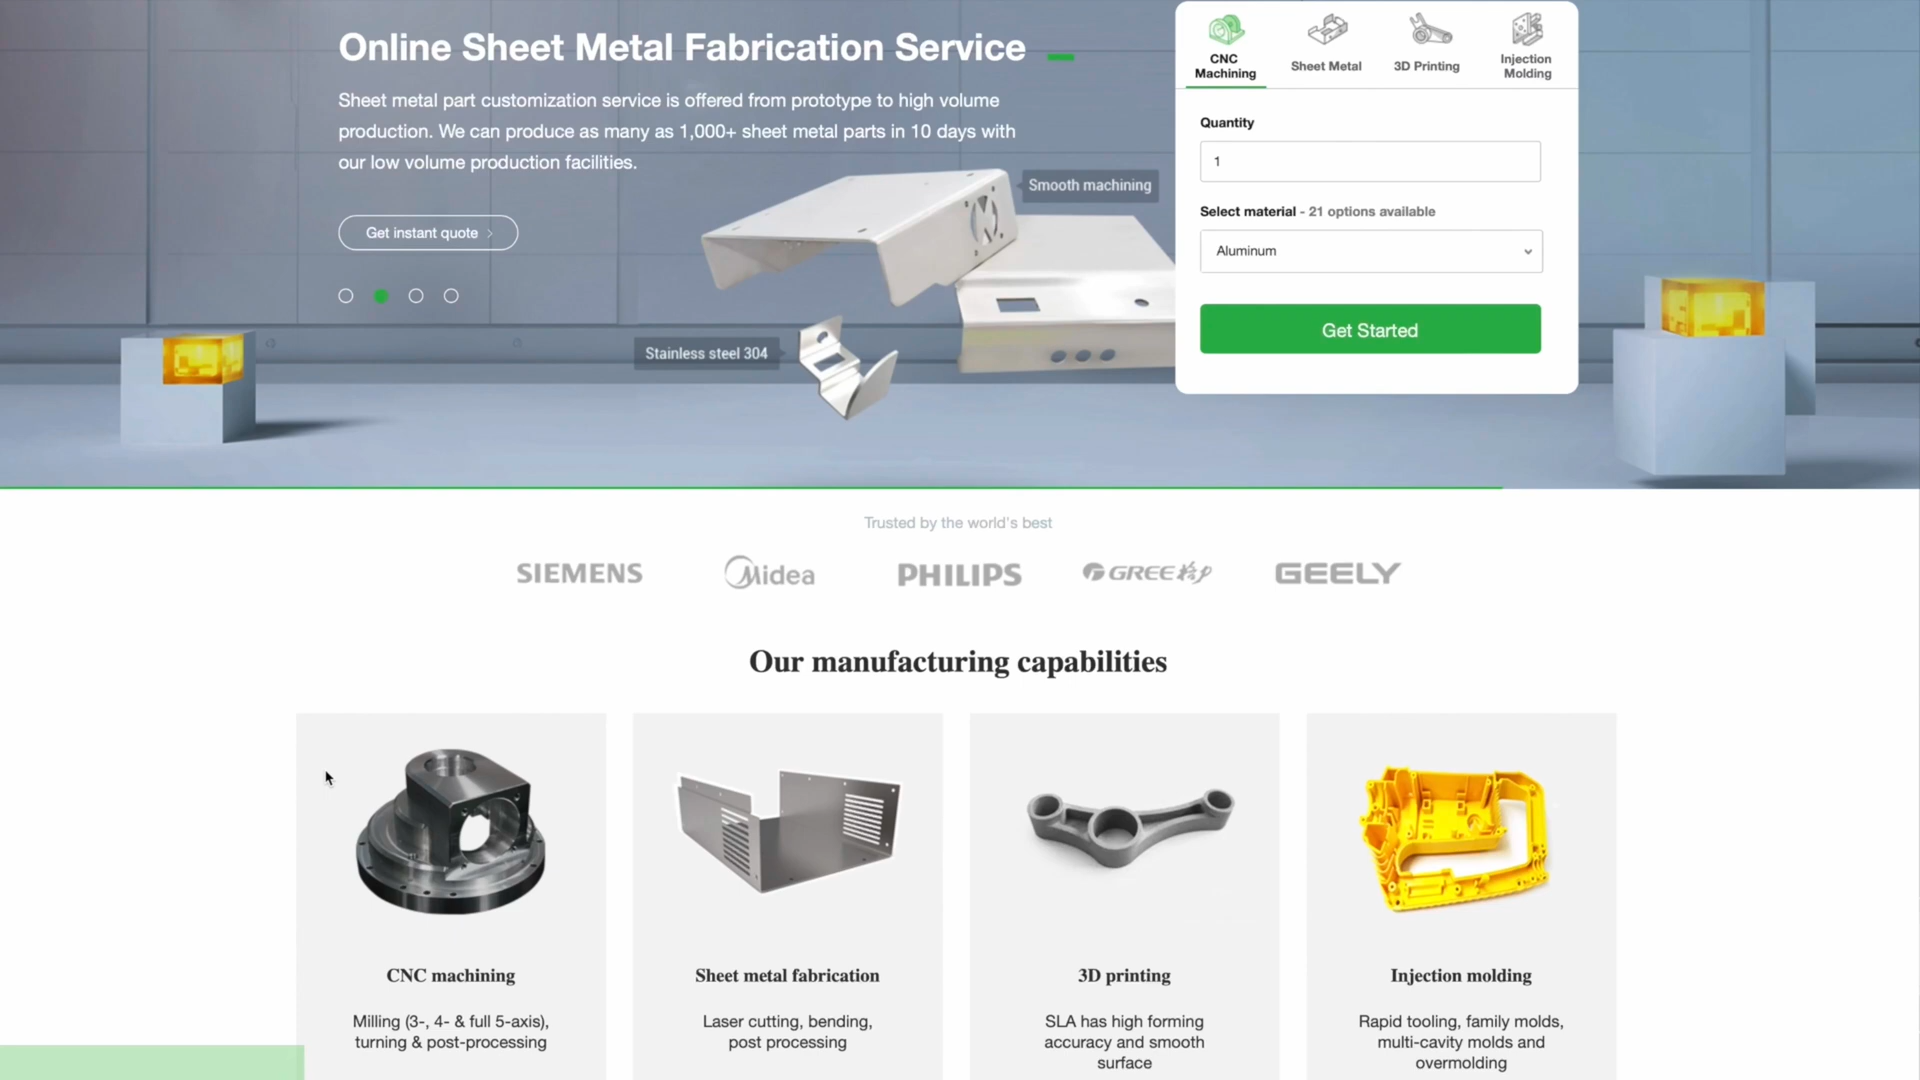 Online Sheet Metal Fabrication Service
Sheet metal part customization service is offered from prototype to high volume
production. We can produce as many as 1,000+ sheet metal parts in 10 days with
our low volume production facilities.
Get instant quote
Smooth machining
Stainless steel 304
CNC
Machining
Sheet Metal
3D Printing
Injection
Molding
Quantity
1
Select material - 21 options available
Aluminum
Get Started
Trusted by the world's best
SIEMENS
Midea
PHILIPS
GREE格力
GEELY
Our manufacturing capabilities
CNC machining
Milling (3-, 4- & full 5-axis),
turning & post-processing
Sheet metal fabrication
Laser cutting, bending,
post processing
3D printing
SLA has high forming
accuracy and smooth
surface
Injection molding
Rapid tooling, family molds,
multi-cavity molds and
overmolding